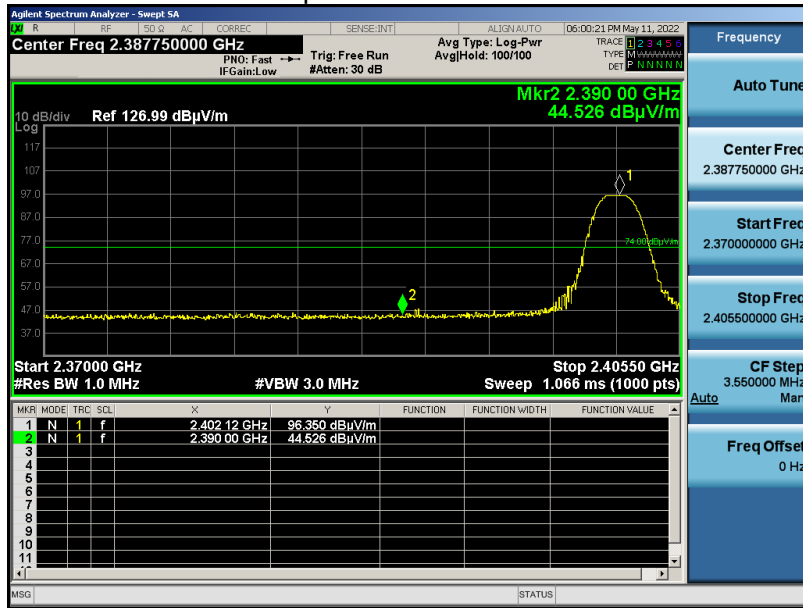 Agilent Spectrum Analyzer - Swept SA
LXI R RF 50 Ω AC CORREC SENSE:INT ALIGN AUTO 06:00:21 PM May 11, 2022
Center Freq 2.387750000 GHz
PNO: Fast
IFGain:Low
Trig: Free Run
#Atten: 30 dB
Avg Type: Log-Pwr
Avg|Hold: 100/100
TRACE 1 2 3 4 5 6
TYPE M
DET P N N N N N
Mkr2 2.390 00 GHz
44.526 dBµV/m
10 dB/div Ref 126.99 dBµV/m
Log
117
107
97.0
87.0
77.0
67.0
57.0
47.0
37.0
1
2
74.00 dBµV/m
Start 2.37000 GHz Stop 2.40550 GHz
#Res BW 1.0 MHz #VBW 3.0 MHz Sweep 1.066 ms (1000 pts)
MKR MODE TRC SCL X Y FUNCTION FUNCTION WIDTH FUNCTION VALUE
1 N 1 f 2.402 12 GHz 96.350 dBµV/m
2 N 1 f 2.390 00 GHz 44.526 dBµV/m
3
4
5
6
7
8
9
10
11
MSG STATUS
Frequency
Auto Tune
Center Freq
2.387750000 GHz
Start Freq
2.370000000 GHz
Stop Freq
2.405500000 GHz
CF Step
3.550000 MHz
Auto Man
Freq Offset
0 Hz